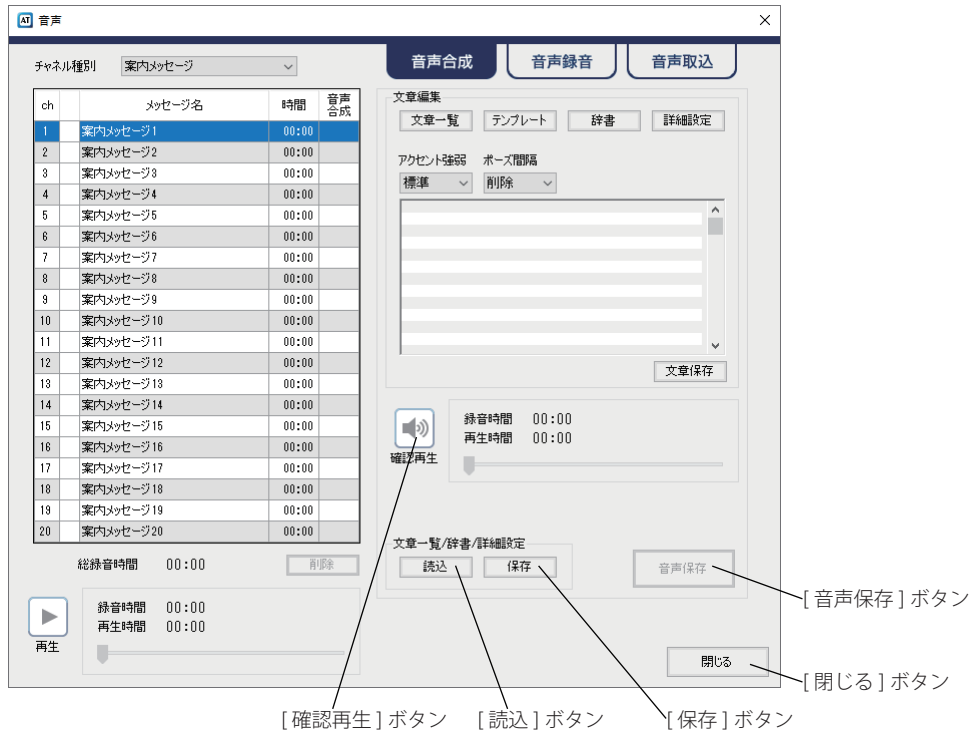 AT 音声 ×
チャネル種別 案内メッセージ
音声合成 音声録音 音声取込
ch メッセージ名 時間 音声合成
1 案内メッセージ1 00:00
2 案内メッセージ2 00:00
3 案内メッセージ3 00:00
4 案内メッセージ4 00:00
5 案内メッセージ5 00:00
6 案内メッセージ6 00:00
7 案内メッセージ7 00:00
8 案内メッセージ8 00:00
9 案内メッセージ9 00:00
10 案内メッセージ10 00:00
11 案内メッセージ11 00:00
12 案内メッセージ12 00:00
13 案内メッセージ13 00:00
14 案内メッセージ14 00:00
15 案内メッセージ15 00:00
16 案内メッセージ16 00:00
17 案内メッセージ17 00:00
18 案内メッセージ18 00:00
19 案内メッセージ19 00:00
20 案内メッセージ20 00:00
総録音時間 00:00 削除
録音時間 00:00
再生時間 00:00
再生
文章編集
文章一覧 テンプレート 辞書 詳細設定
アクセント強弱 ポーズ間隔
標準 削除
文章保存
録音時間 00:00
再生時間 00:00
確認再生
文章一覧/辞書/詳細設定
読込 保存
音声保存
閉じる
[ 音声保存 ] ボタン
[ 閉じる ] ボタン
[ 確認再生 ] ボタン [ 読込 ] ボタン [ 保存 ] ボタン